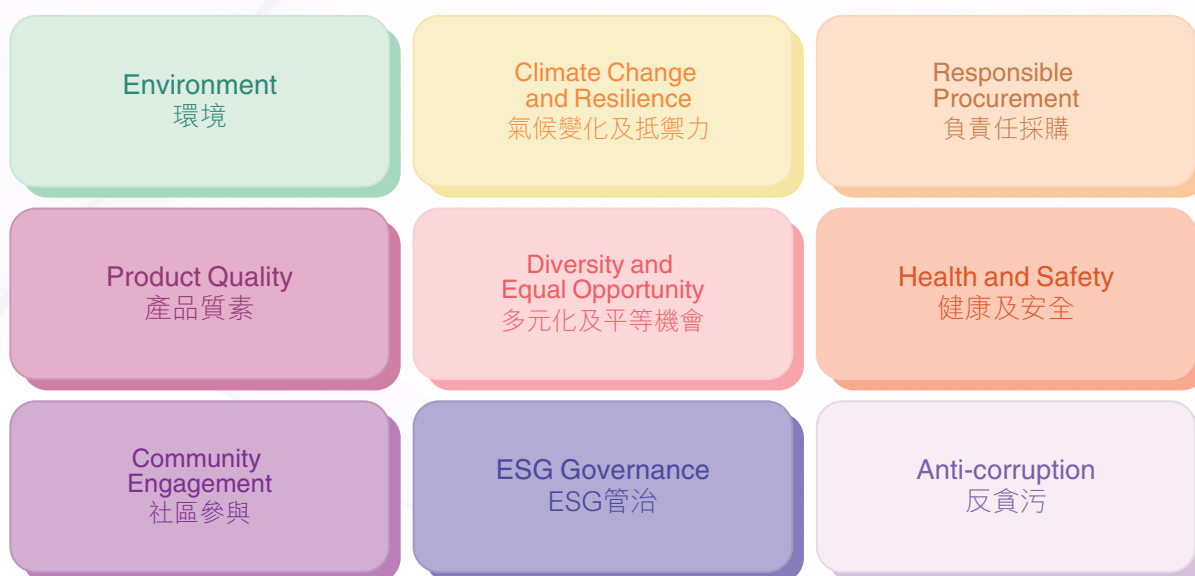 Environment
環境
Climate Change
and Resilience
氣候變化及抵禦力
Responsible
Procurement
負責任採購
Product Quality
產品質素
Diversity and
Equal Opportunity
多元化及平等機會
Health and Safety
健康及安全
Community
Engagement
社區參與
ESG Governance
ESG管治
Anti-corruption
反貪污